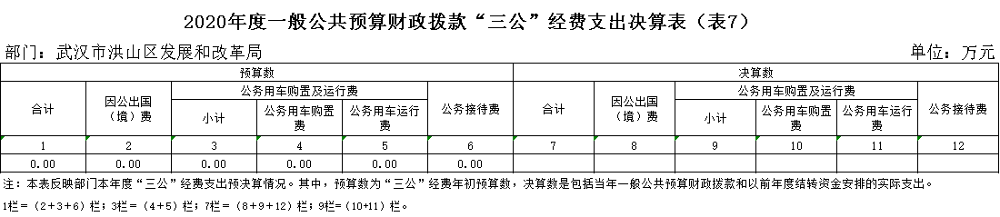 2020年度一般公共预算财政拨款“三公”经费支出决算表（表7）
部门：武汉市洪山区发展和改革局 单位：万元
预算数 决算数
合计 因公出国（境）费 公务用车购置及运行费 公务接待费 合计 因公出国（境）费 公务用车购置及运行费 公务接待费
小计 公务用车购置费 公务用车运行费 小计 公务用车购置费 公务用车运行费
1 2 3 4 5 6 7 8 9 10 11 12
0.00 0.00 0.00 0.00 0.00 0.00
注：本表反映部门本年度“三公”经费支出预决算情况。其中，预算数为“三公”经费年初预算数，决算数是包括当年一般公共预算财政拨款和以前年度结转资金安排的实际支出。
1栏＝（2＋3＋6）栏；3栏＝（4＋5）栏；7栏＝（8＋9＋12）栏；9栏=（10+11）栏。